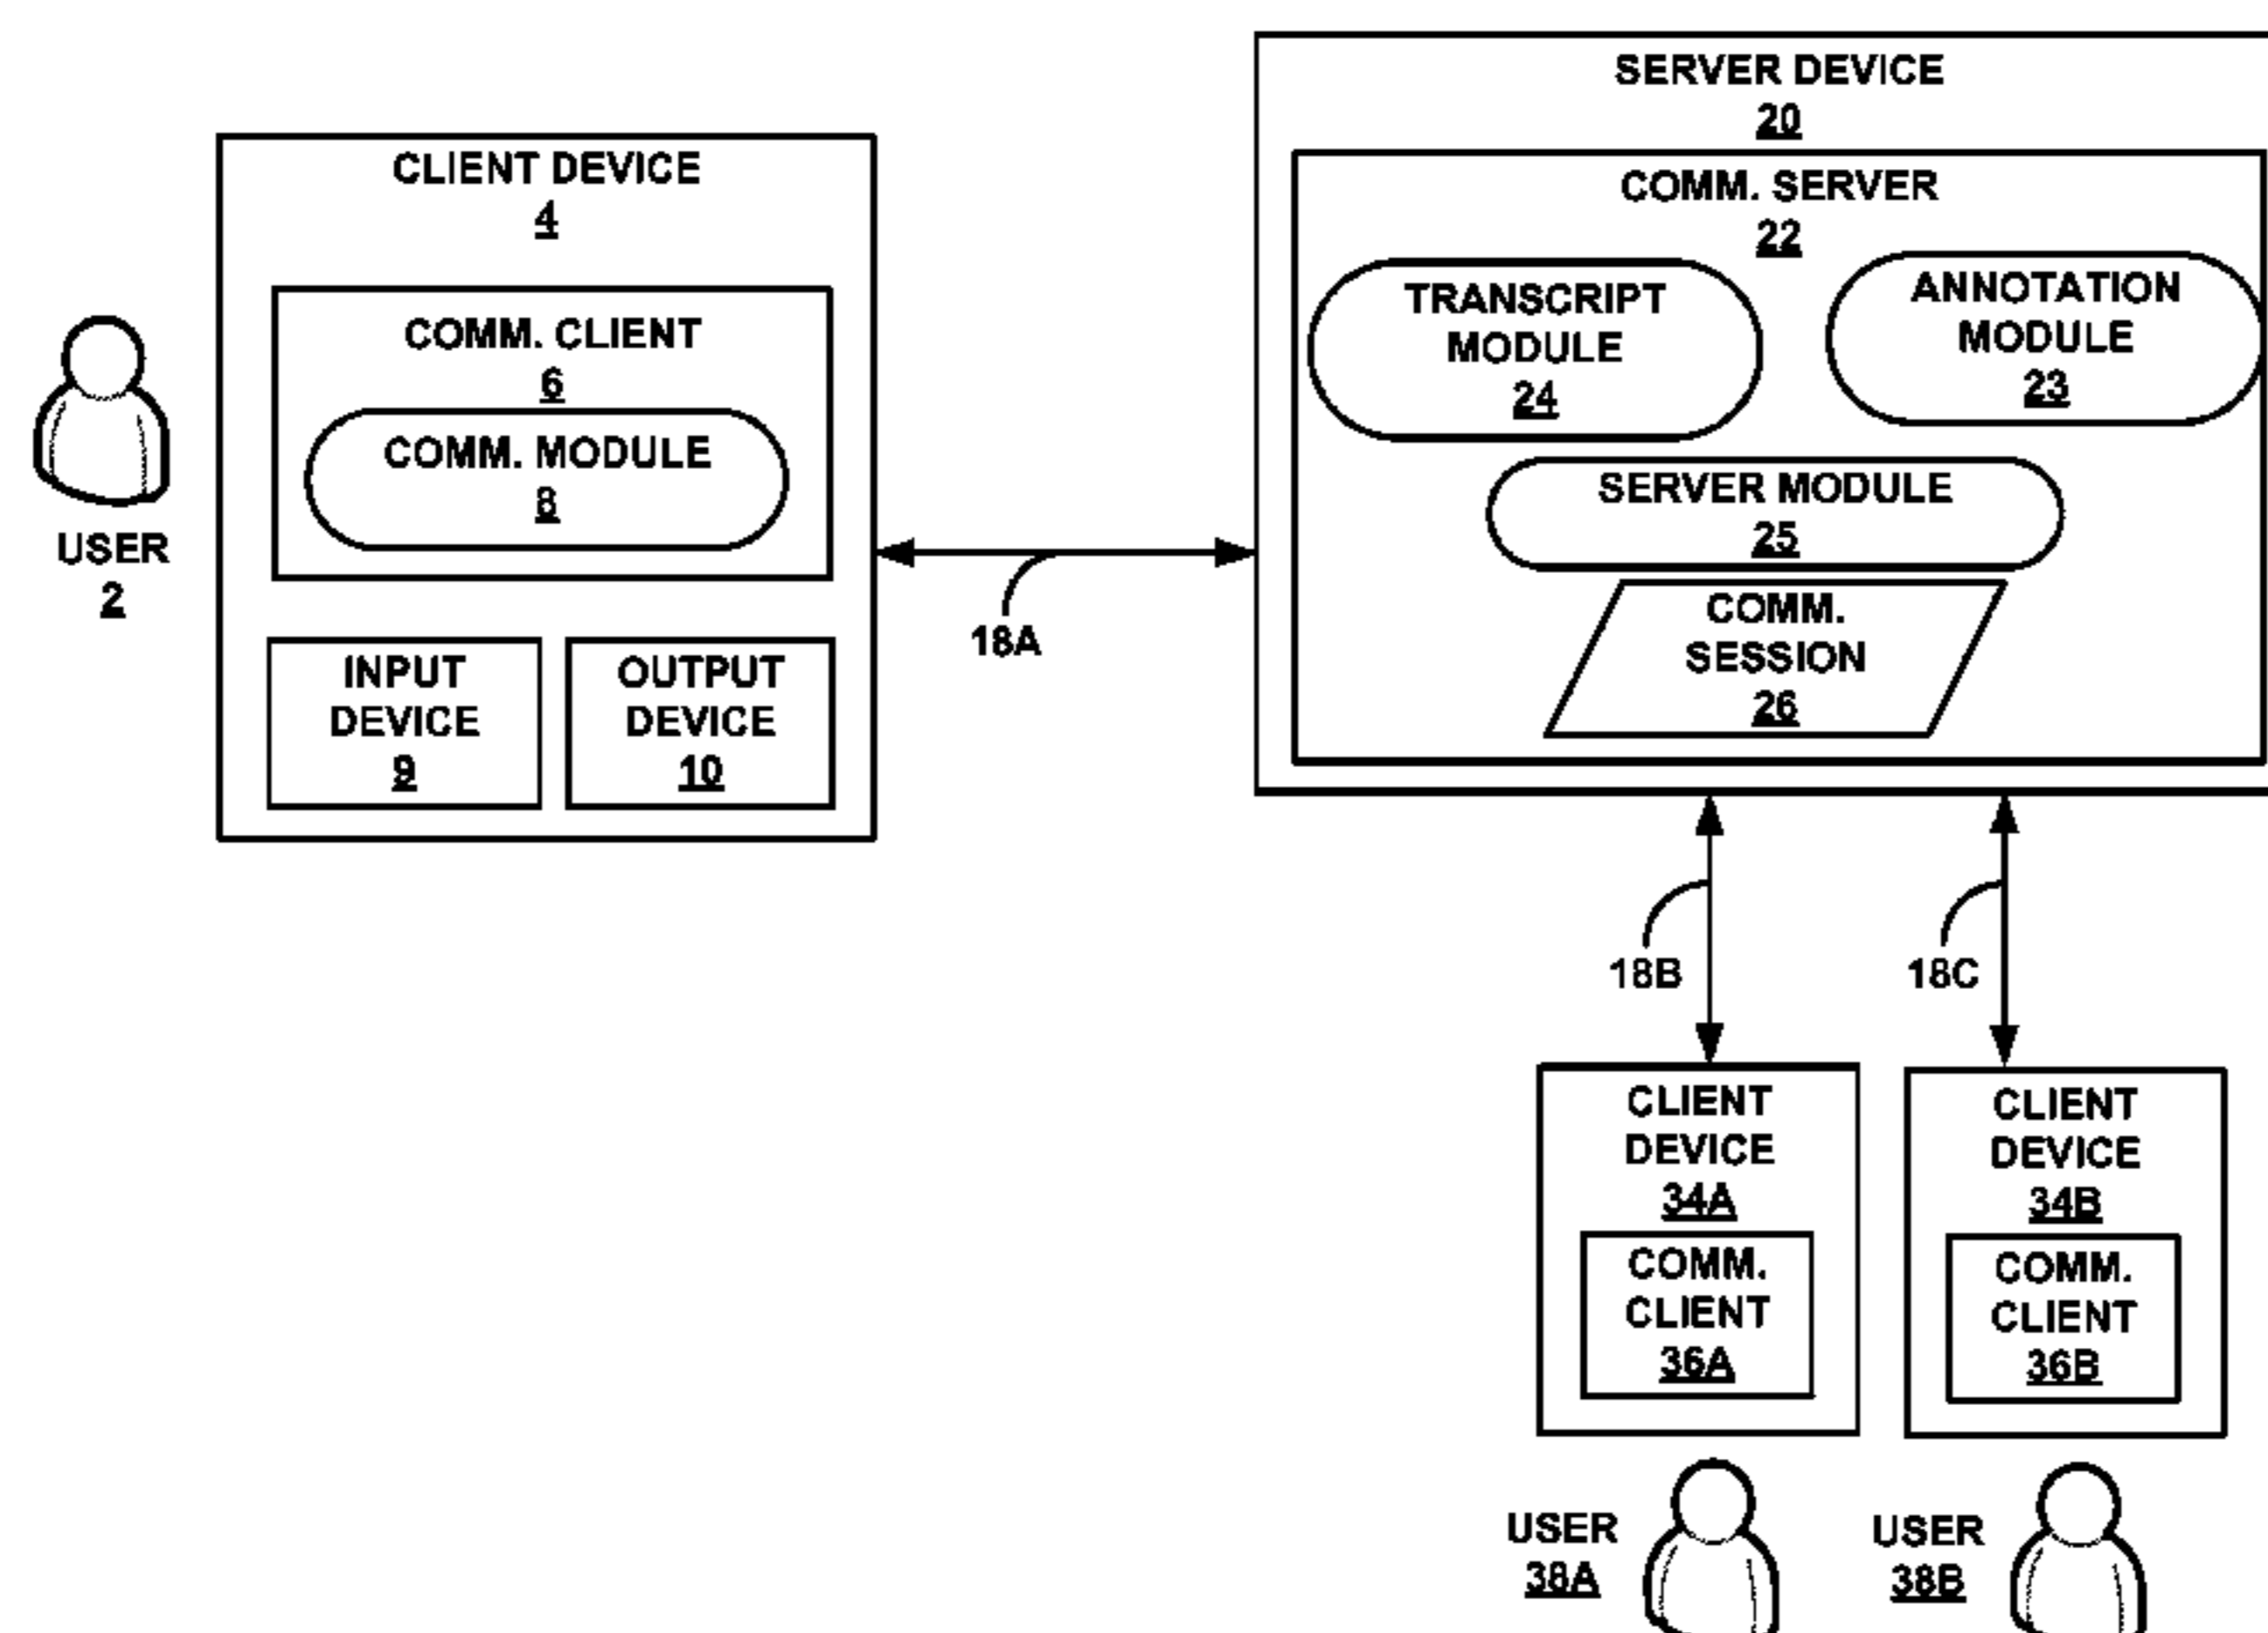 SERVER DEVICE
20
COMM. SERVER
22
TRANSCRIPT
MODULE
24
ANNOTATION
MODULE
23
SERVER MODULE
25
COMM.
SESSION
26
CLIENT DEVICE
4
COMM. CLIENT
6
COMM. MODULE
8
INPUT
DEVICE
9
OUTPUT
DEVICE
10
USER
2
18A
18B
18C
CLIENT
DEVICE
34A
COMM.
CLIENT
36A
CLIENT
DEVICE
34B
COMM.
CLIENT
36B
USER
38A
USER
38B